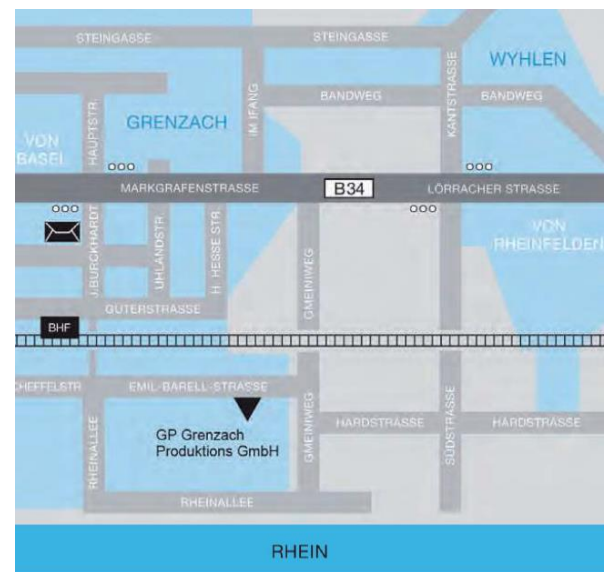 STEINGASSE
STEINGASSE
WYHLEN
HAUPTSTR.
IM IFANG
KANTSTRASSE
BANDWEG
BANDWEG
GRENZACH
VON
BASEL
MARKGRAFENSTRASSE
B34
LÖRRACHER STRASSE
J.BURCKHARDT
UHLANDSTR.
H. HESSE STR.
GMEINIWEG
VON
RHEINFELDEN
GÜTERSTRASSE
BHF
CHEFFELSTR
EMIL-BARELL-STRASSE
RHEINALLEE
GP Grenzach
Produktions GmbH
GMEINIWEG
HARDSTRASSE
SÜDSTRASSE
HARDSTRASSE
RHEINALLEE
RHEIN